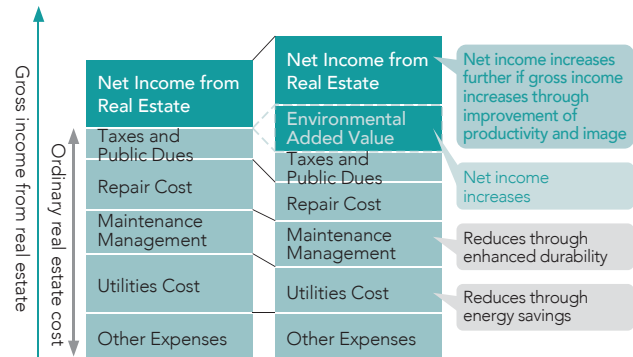 Gross income from real estate
Ordinary real estate cost
Net Income from
Real Estate
Taxes and
Public Dues
Repair Cost
Maintenance
Management
Utilities Cost
Other Expenses
Net Income from
Real Estate
Environmental
Added Value
Taxes and
Public Dues
Repair Cost
Maintenance
Management
Utilities Cost
Other Expenses
Net income increases
further if gross income
increases through
improvement of
productivity and image
Net income
increases
Reduces through
enhanced durability
Reduces through
energy savings